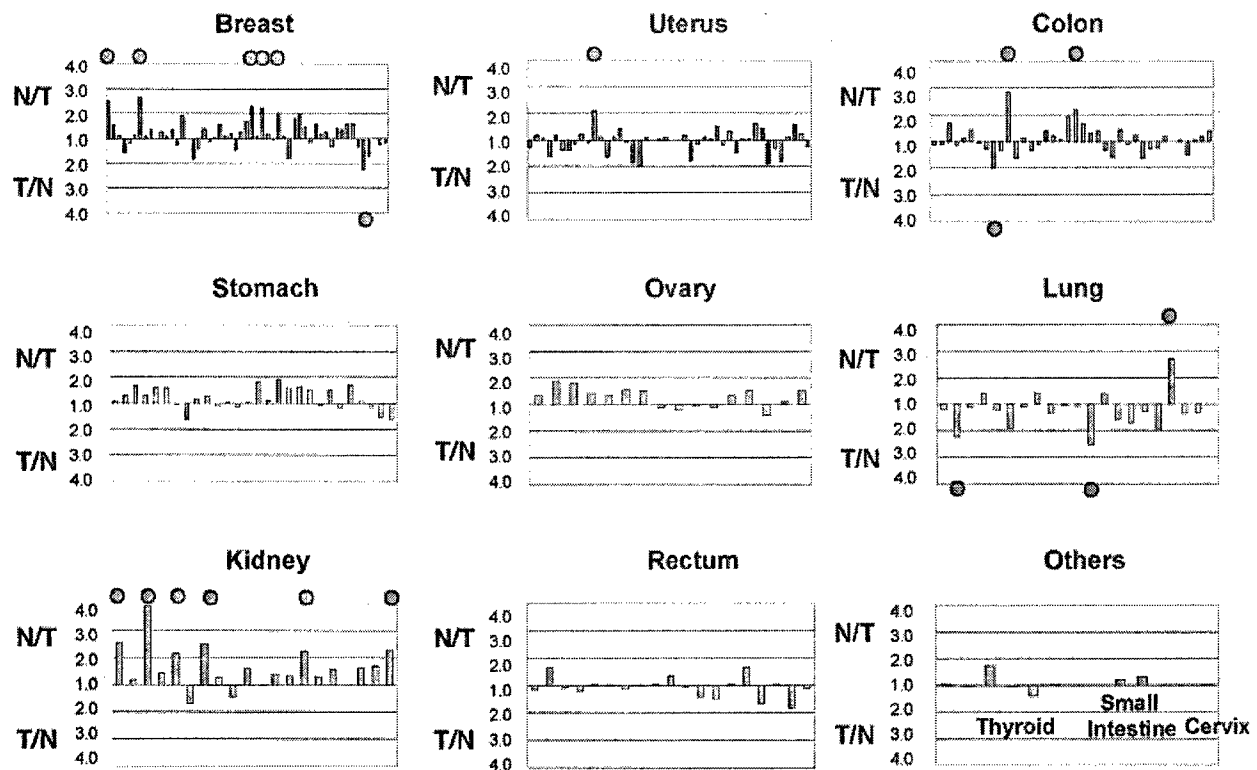 Breast
N/T
T/N
4.0
3.0
2.0
1.0
2.0
3.0
4.0
Uterus
N/T
T/N
4.0
3.0
2.0
1.0
2.0
3.0
4.0
Colon
N/T
T/N
4.0
3.0
2.0
1.0
2.0
3.0
4.0
Stomach
N/T
T/N
4.0
3.0
2.0
1.0
2.0
3.0
4.0
Ovary
N/T
T/N
4.0
3.0
2.0
1.0
2.0
3.0
4.0
Lung
N/T
T/N
4.0
3.0
2.0
1.0
2.0
3.0
4.0
Kidney
N/T
T/N
4.0
3.0
2.0
1.0
2.0
3.0
4.0
Rectum
N/T
T/N
4.0
3.0
2.0
1.0
2.0
3.0
4.0
Others
N/T
T/N
4.0
3.0
2.0
1.0
2.0
3.0
4.0
Thyroid
Small
Intestine
Cervix